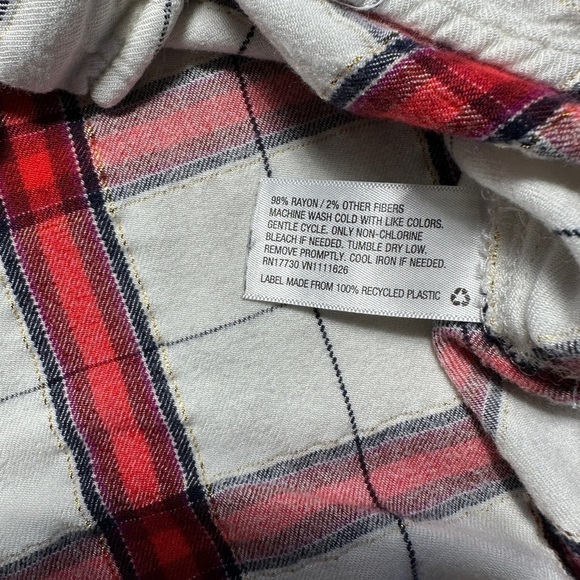 98% RAYON / 2% OTHER FIBERS
MACHINE WASH COLD WITH LIKE COLORS.
GENTLE CYCLE. ONLY NON-CHLORINE
BLEACH IF NEEDED. TUMBLE DRY LOW.
REMOVE PROMPTLY. COOL IRON IF NEEDED.
RN17730 VN1111626
LABEL MADE FROM 100% RECYCLED PLASTIC